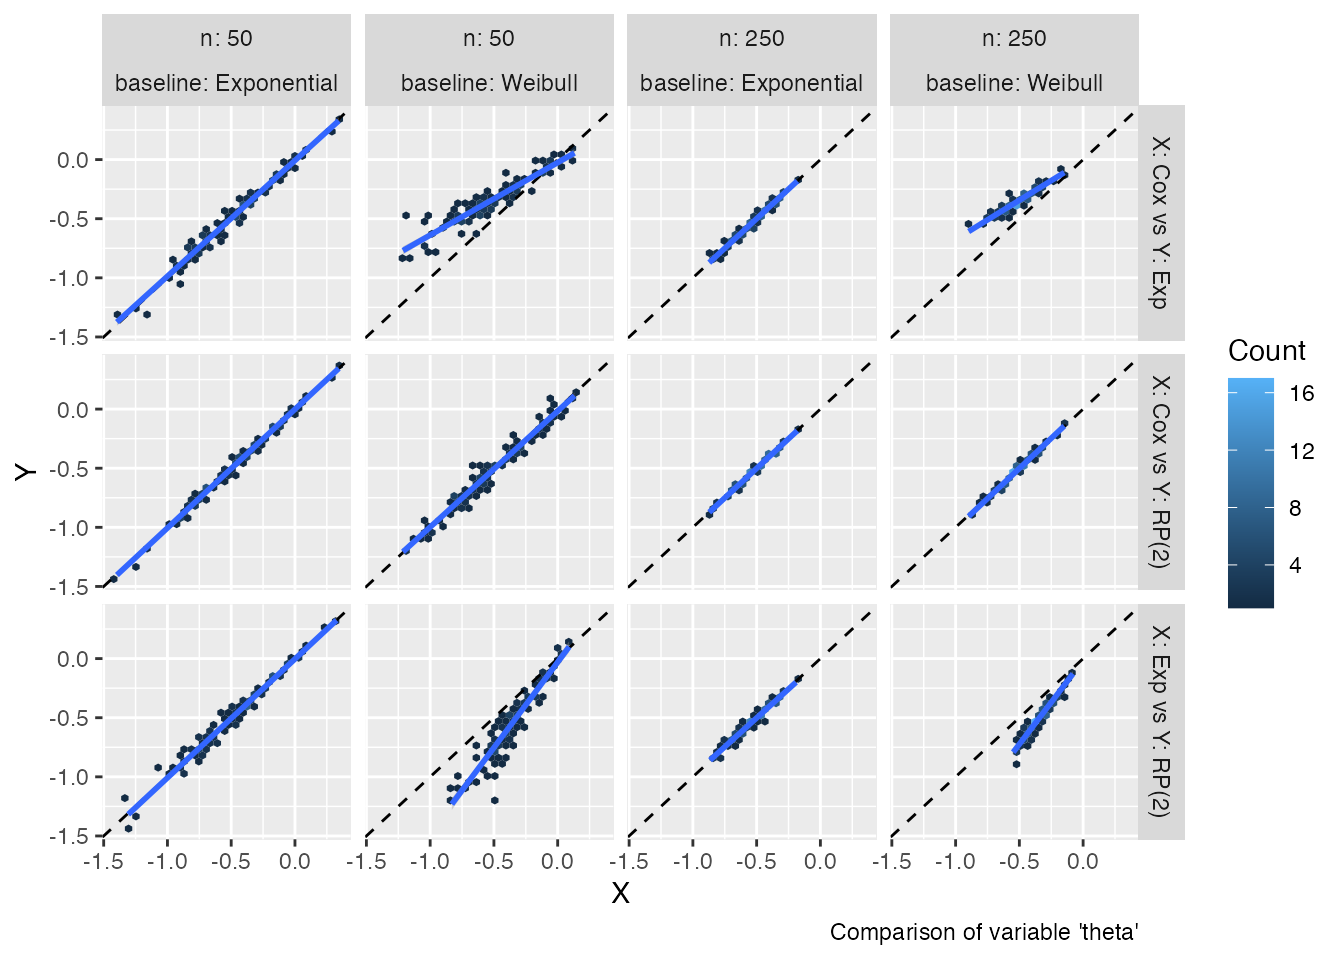 n: 50
n: 50
n: 250
n: 250
baseline: Exponential
baseline: Weibull
baseline: Exponential
baseline: Weibull
0.0
-0.5
-1.0
-1.5
X: Cox vs Y: Exp
0.0
-0.5
-1.0
-1.5
X: Cox vs Y: RP(2)
0.0
-0.5
-1.0
-1.5
X: Exp vs Y: RP(2)
Y
-1.5 -1.0 -0.5 0.0
-1.5 -1.0 -0.5 0.0
-1.5 -1.0 -0.5 0.0
-1.5 -1.0 -0.5 0.0
X
Count
16
12
8
4
Comparison of variable 'theta'